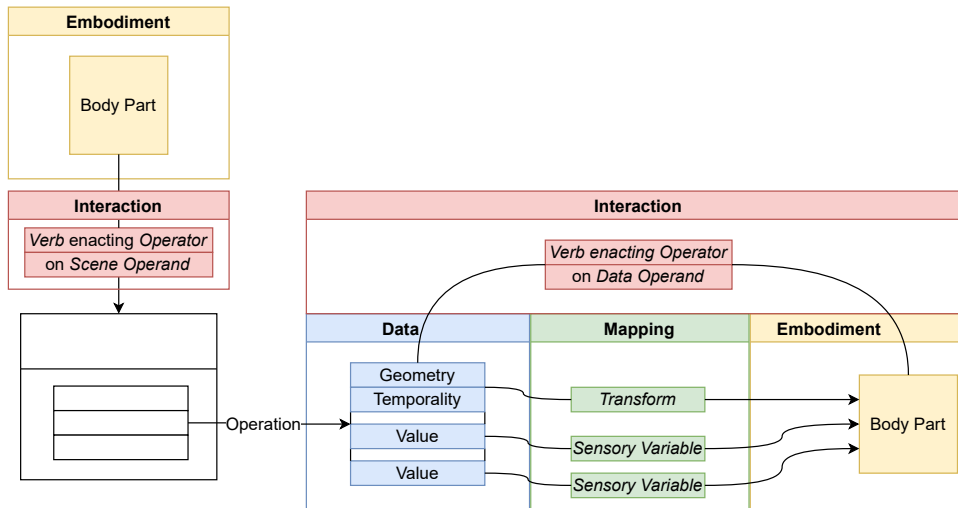 Embodiment
Body Part
Interaction
Verb enacting Operator
on Scene Operand
Operation
Interaction
Verb enacting Operator
on Data Operand
Data
Mapping
Embodiment
Geometry
Temporality
Value
Value
Transform
Sensory Variable
Sensory Variable
Body Part